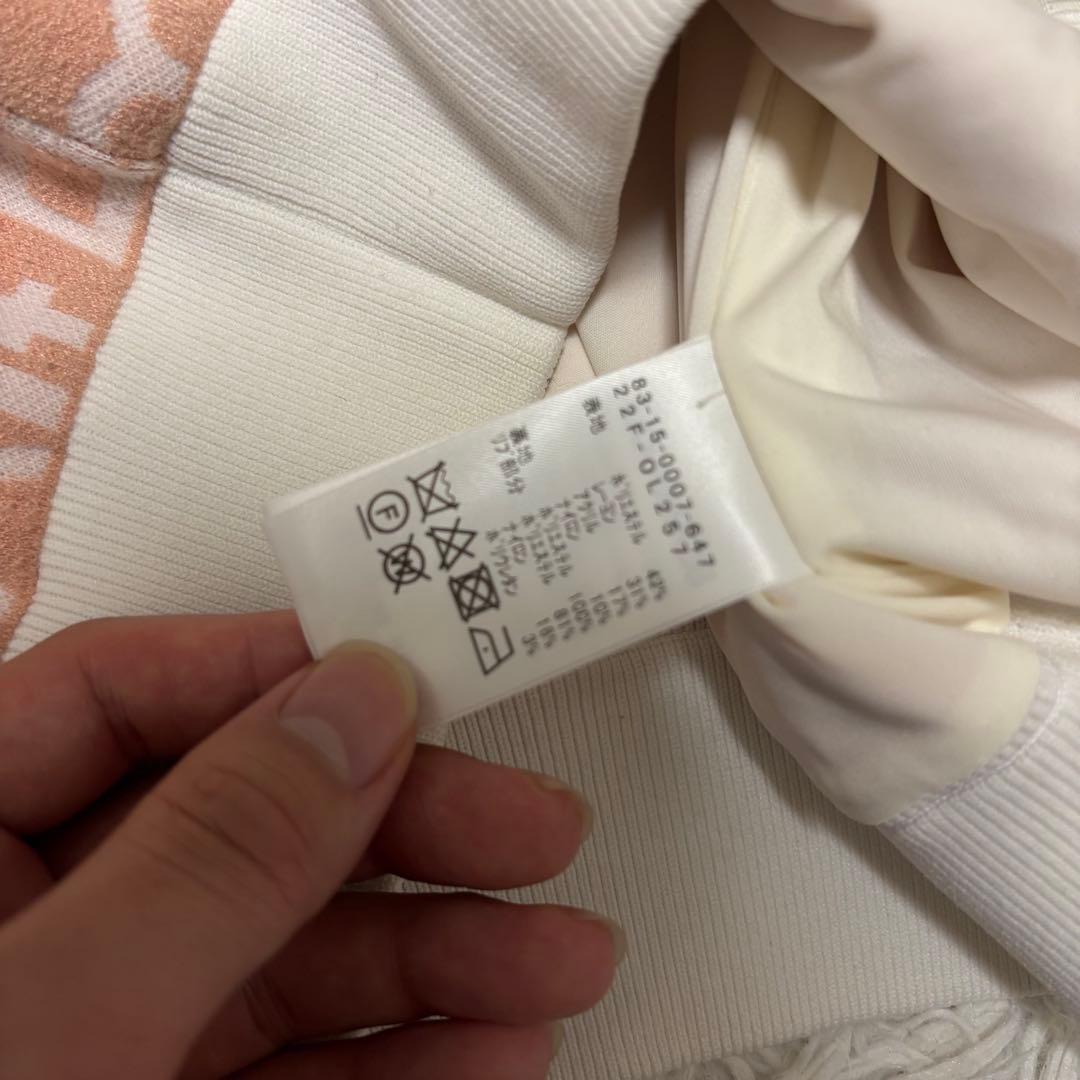 83-15-0007-647
22F-OL257
表地 ポリエステル 42%
レーヨン 31%
アクリル 17%
ナイロン 10%
裏地 ポリエステル 100%
リブ部分 ポリエステル 81%
ナイロン 16%
ポリウレタン 3%
F
W